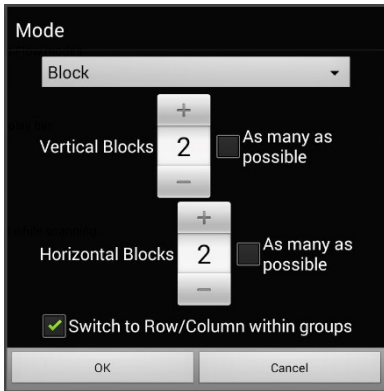 Mode
Block
+
Vertical Blocks 2 As many as
possible
−
+
Horizontal Blocks 2 As many as
possible
−
Switch to Row/Column within groups
OK Cancel